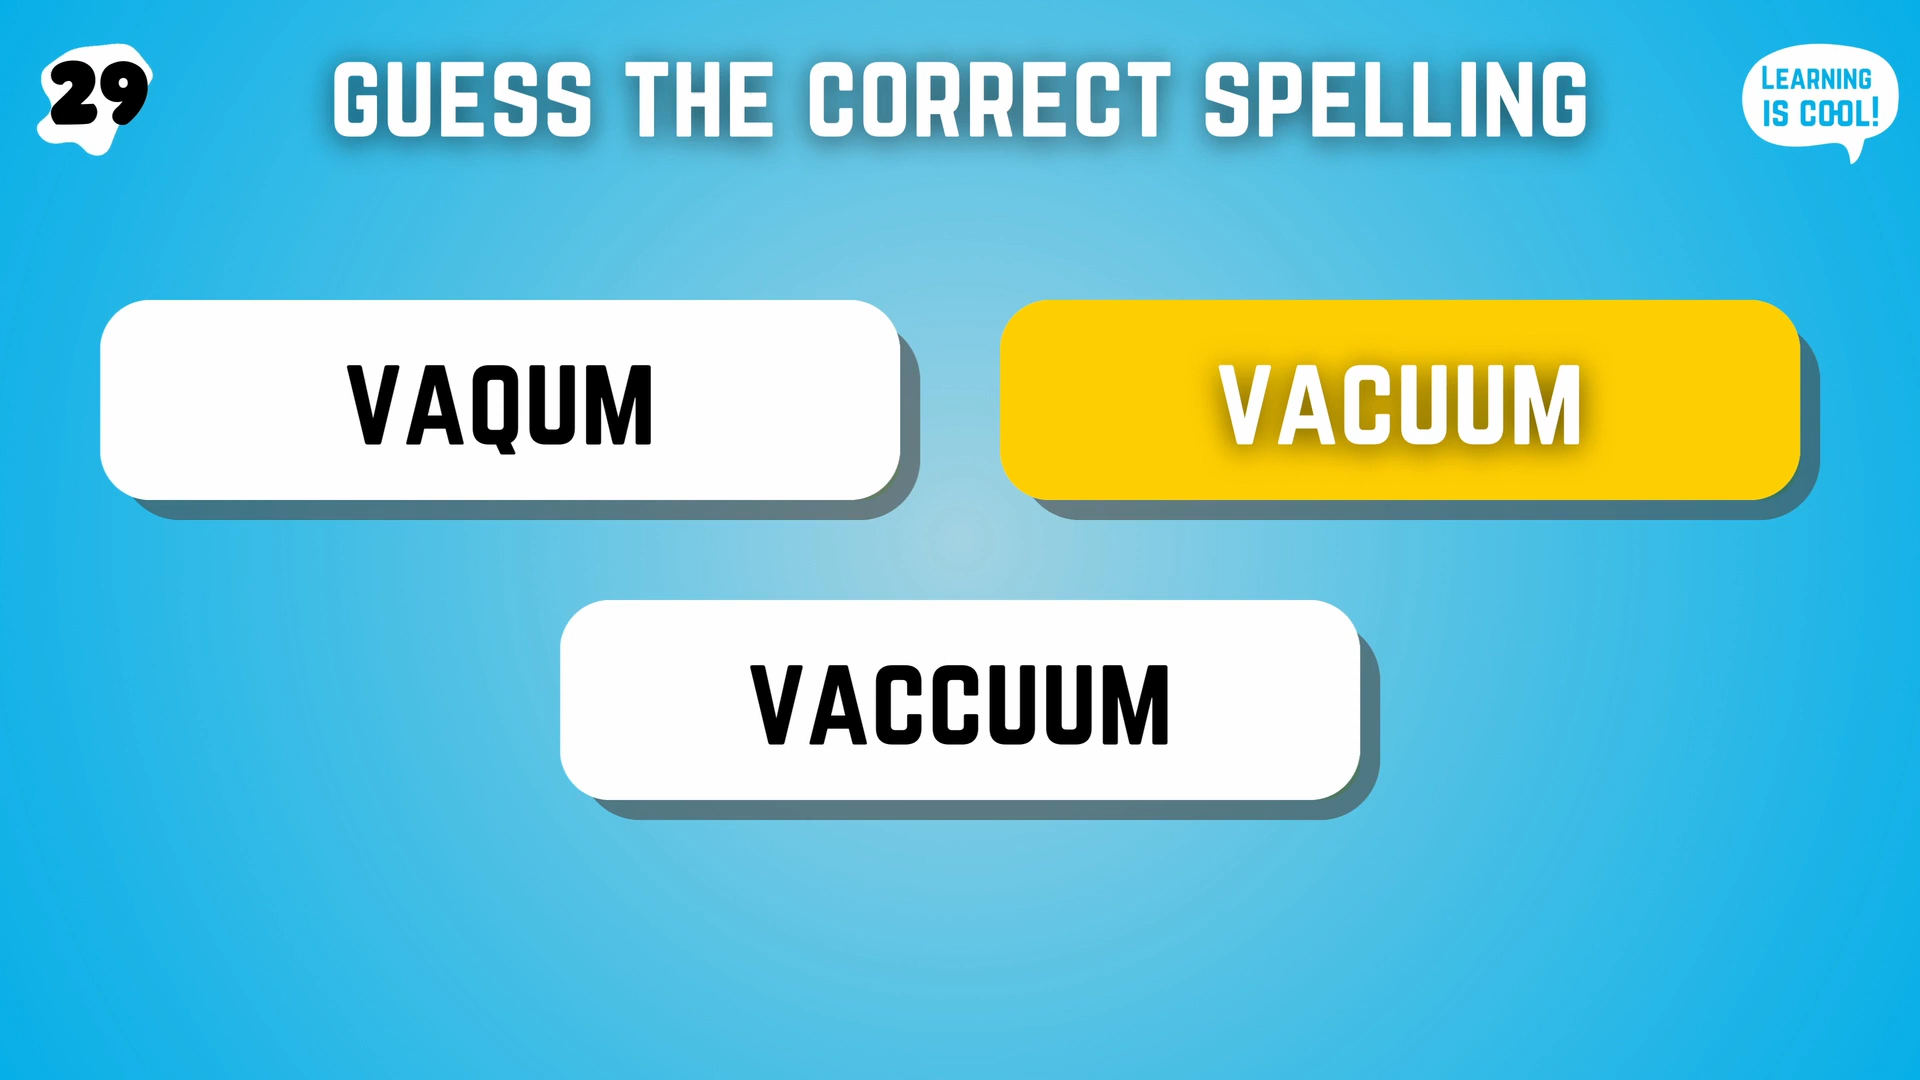 29
GUESS THE CORRECT SPELLING
LEARNING
IS COOL!
VAQUM
VACUUM
VACCUUM